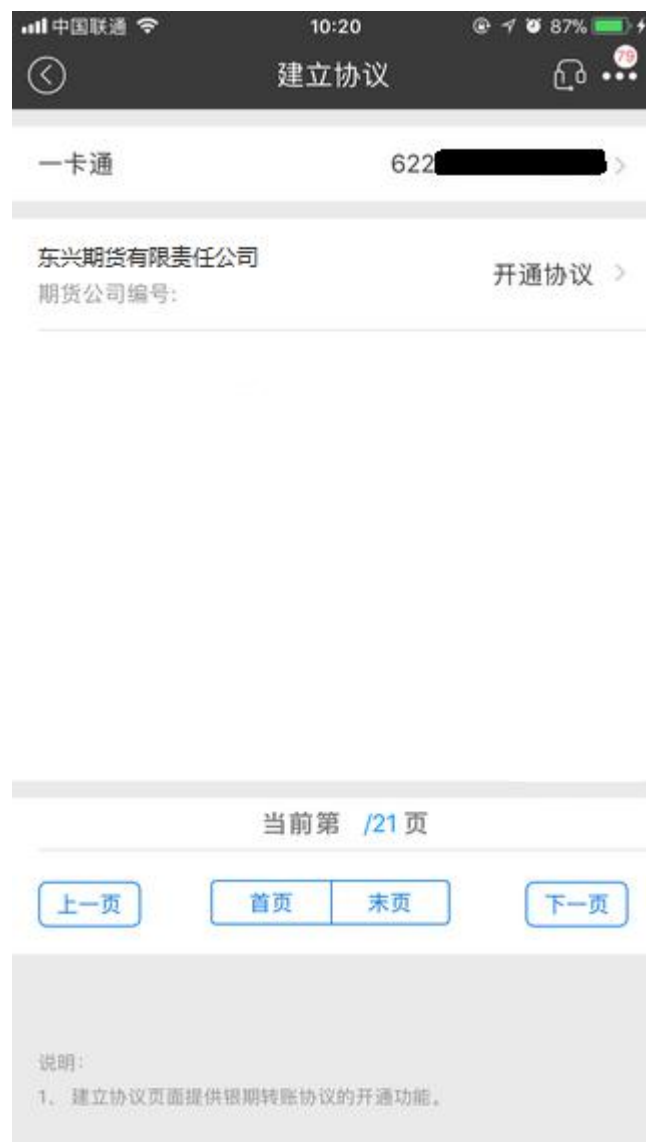 中国联通 10:20 87%
建立协议 79
一卡通 622
东兴期货有限责任公司
开通协议
期货公司编号:
当前第 /21 页
上一页 首页 末页 下一页
说明:
1、 建立协议页面提供银期转账协议的开通功能。